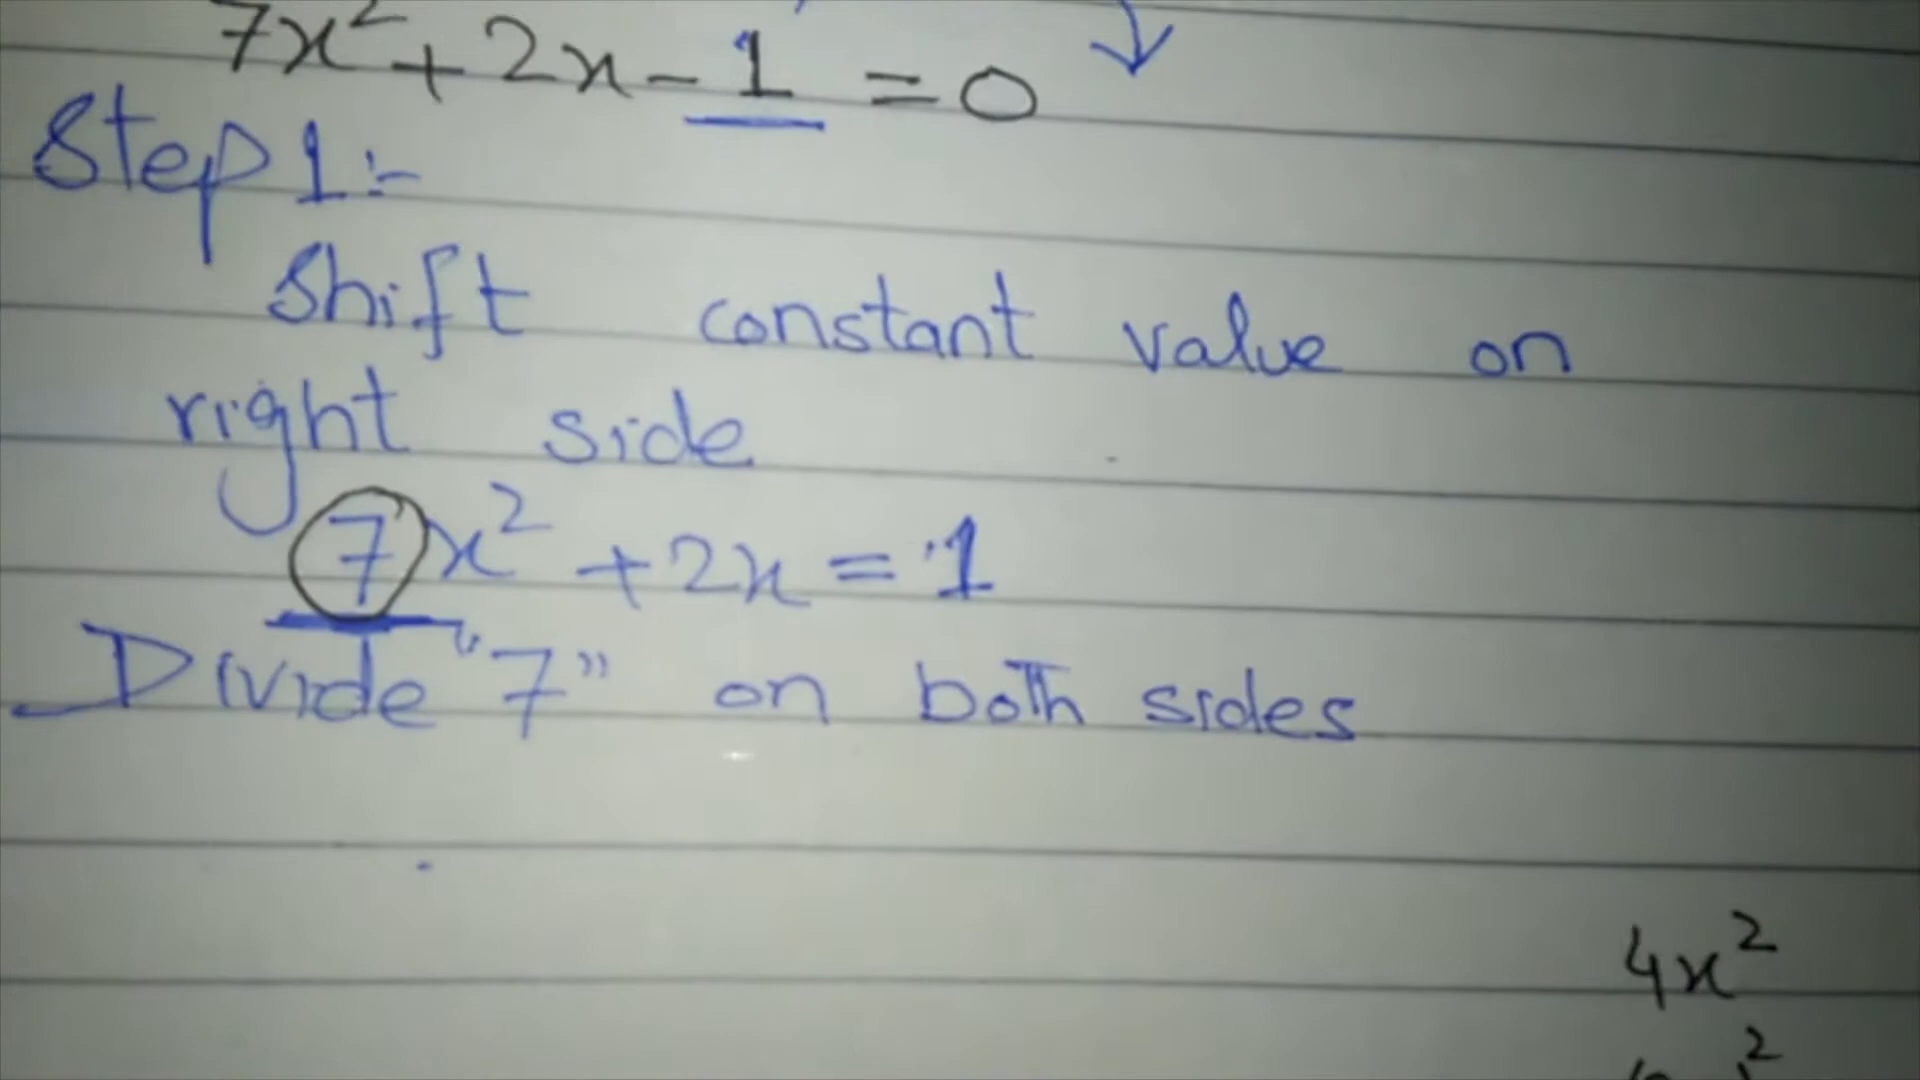 7x² + 2x - 1 = 0
Step 1:-
Shift constant value on
right side
7x² + 2x = 1
Divide "7" on both sides
4x²